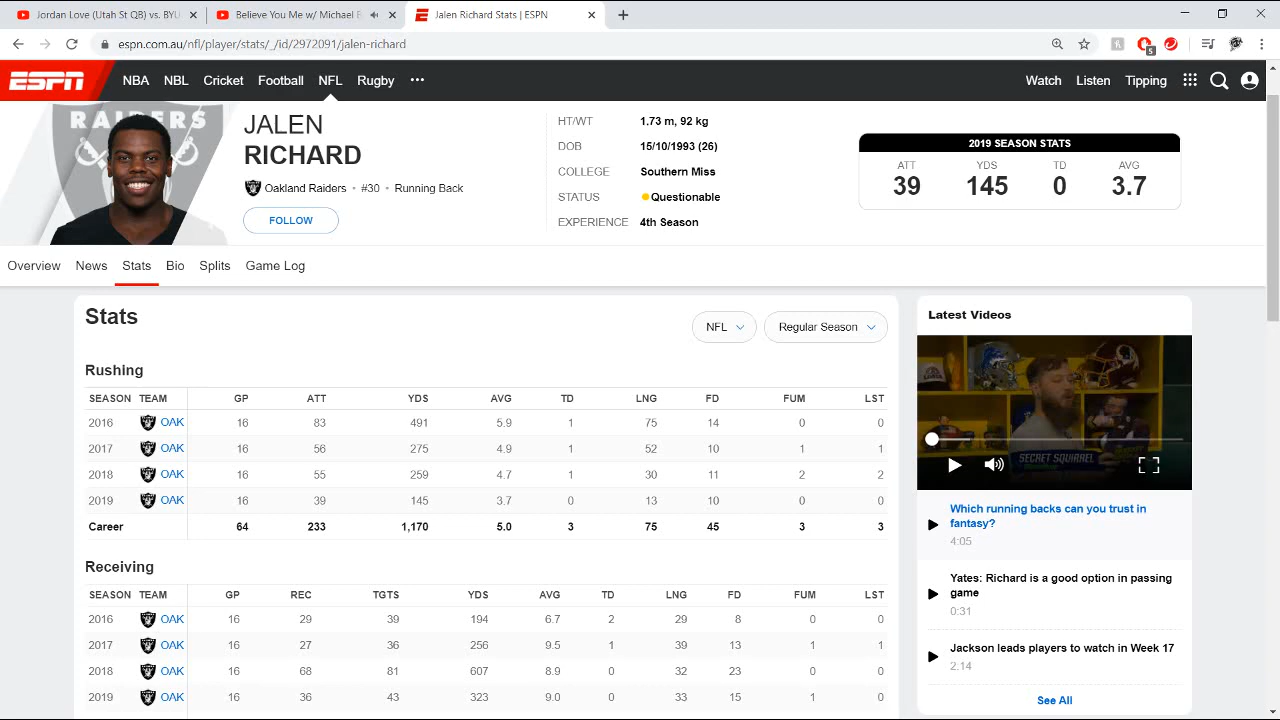 Jordan Love (Utah St QB) vs BYU
Believe You Me w/ Michael B
Jalen Richard Stats | ESPN
espn.com.au/nfl/player/stats/_/id/2972091/jalen-richard
5
ESPN NBA NBL Cricket Football NFL Rugby ••• Watch Listen Tipping
RAIDERS
JALEN
RICHARD
Oakland Raiders • #30 • Running Back
FOLLOW
HT/WT 1.73 m, 92 kg
DOB 15/10/1993 (26)
COLLEGE Southern Miss
STATUS Questionable
EXPERIENCE 4th Season
2019 SEASON STATS
ATT YDS TD AVG
39 145 0 3.7
Overview News Stats Bio Splits Game Log
Stats
NFL Regular Season
Rushing
SEASON TEAM GP ATT YDS AVG TD LNG FD FUM LST
2016 OAK 16 83 491 5.9 1 75 14 0 0
2017 OAK 16 56 275 4.9 1 52 10 1 1
2018 OAK 16 55 259 4.7 1 30 11 2 2
2019 OAK 16 39 145 3.7 0 13 10 0 0
Career 64 233 1,170 5.0 3 75 45 3 3
Receiving
SEASON TEAM GP REC TGTS YDS AVG TD LNG FD FUM LST
2016 OAK 16 29 39 194 6.7 2 29 8 0 0
2017 OAK 16 27 36 256 9.5 1 39 13 1 1
2018 OAK 16 68 81 607 8.9 0 32 23 0 0
2019 OAK 16 36 43 323 9.0 0 33 15 1 0
Latest Videos
SECRET SQUIRREL
Which running backs can you trust in
fantasy?
4:05
Yates: Richard is a good option in passing
game
0:31
Jackson leads players to watch in Week 17
2:14
See All